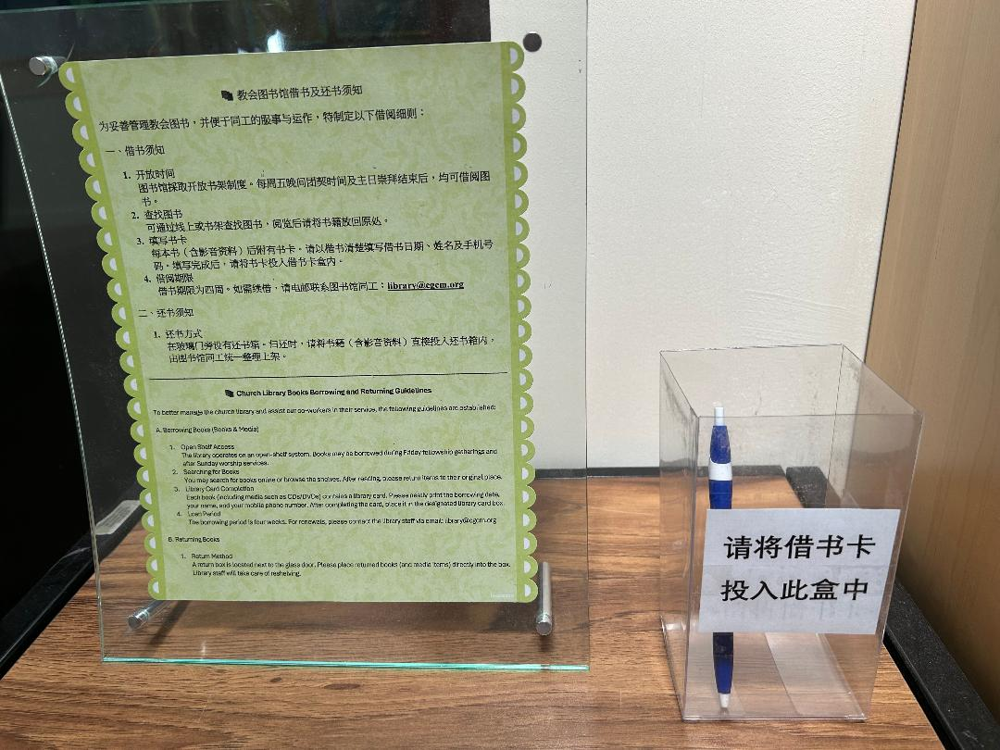 教会图书馆借书及还书须知
为妥善管理教会图书，并便于同工的服事与运作，特制定以下借阅细则：
一、借书须知
1. 开放时间
图书馆採取开放书架制度。每周五晚间团契时间及主日崇拜结束后，均可借阅图
书。
2. 查找图书
可通过线上或书架查找图书，阅览后请将书籍放回原处。
3. 填写书卡
每本书（含影音资料）后附有书卡。请以楷书清楚填写借书日期、姓名及手机号
码。填写完成后，请将书卡投入借书卡盒内。
4. 借阅期限
借书期限为四周。如需续借，请电邮联系图书馆同工：library@cgcm.org
二、还书须知
1. 还书方式
在玻璃门旁设有还书箱。归还时，请将书籍（含影音资料）直接投入还书箱内，
由图书馆同工统一整理上架。
Church Library Books Borrowing and Returning Guidelines
To better manage the church library and assist our co-workers in their service, the following guidelines are established:
A. Borrowing Books (Books & Media)
1. Open Shelf Access
The library operates on an open-shelf system. Books may be borrowed during Friday fellowship gatherings and
after Sunday worship services.
2. Searching for Books
You may search for books online or browse the shelves. After reading, please return items to their original place.
3. Library Card Completion
Each book (including media such as CDs/DVDs) contains a library card. Please neatly print the borrowing date,
your name, and your mobile phone number. After completing the card, place it in the designated library card box.
4. Loan Period
The borrowing period is four weeks. For renewals, please contact the library staff via email: library@cgcm.org
B. Returning Books
1. Return Method
A return box is located next to the glass door. Please place returned books (and media items) directly into the box.
Library staff will take care of reshelving.
请将借书卡
投入此盒中